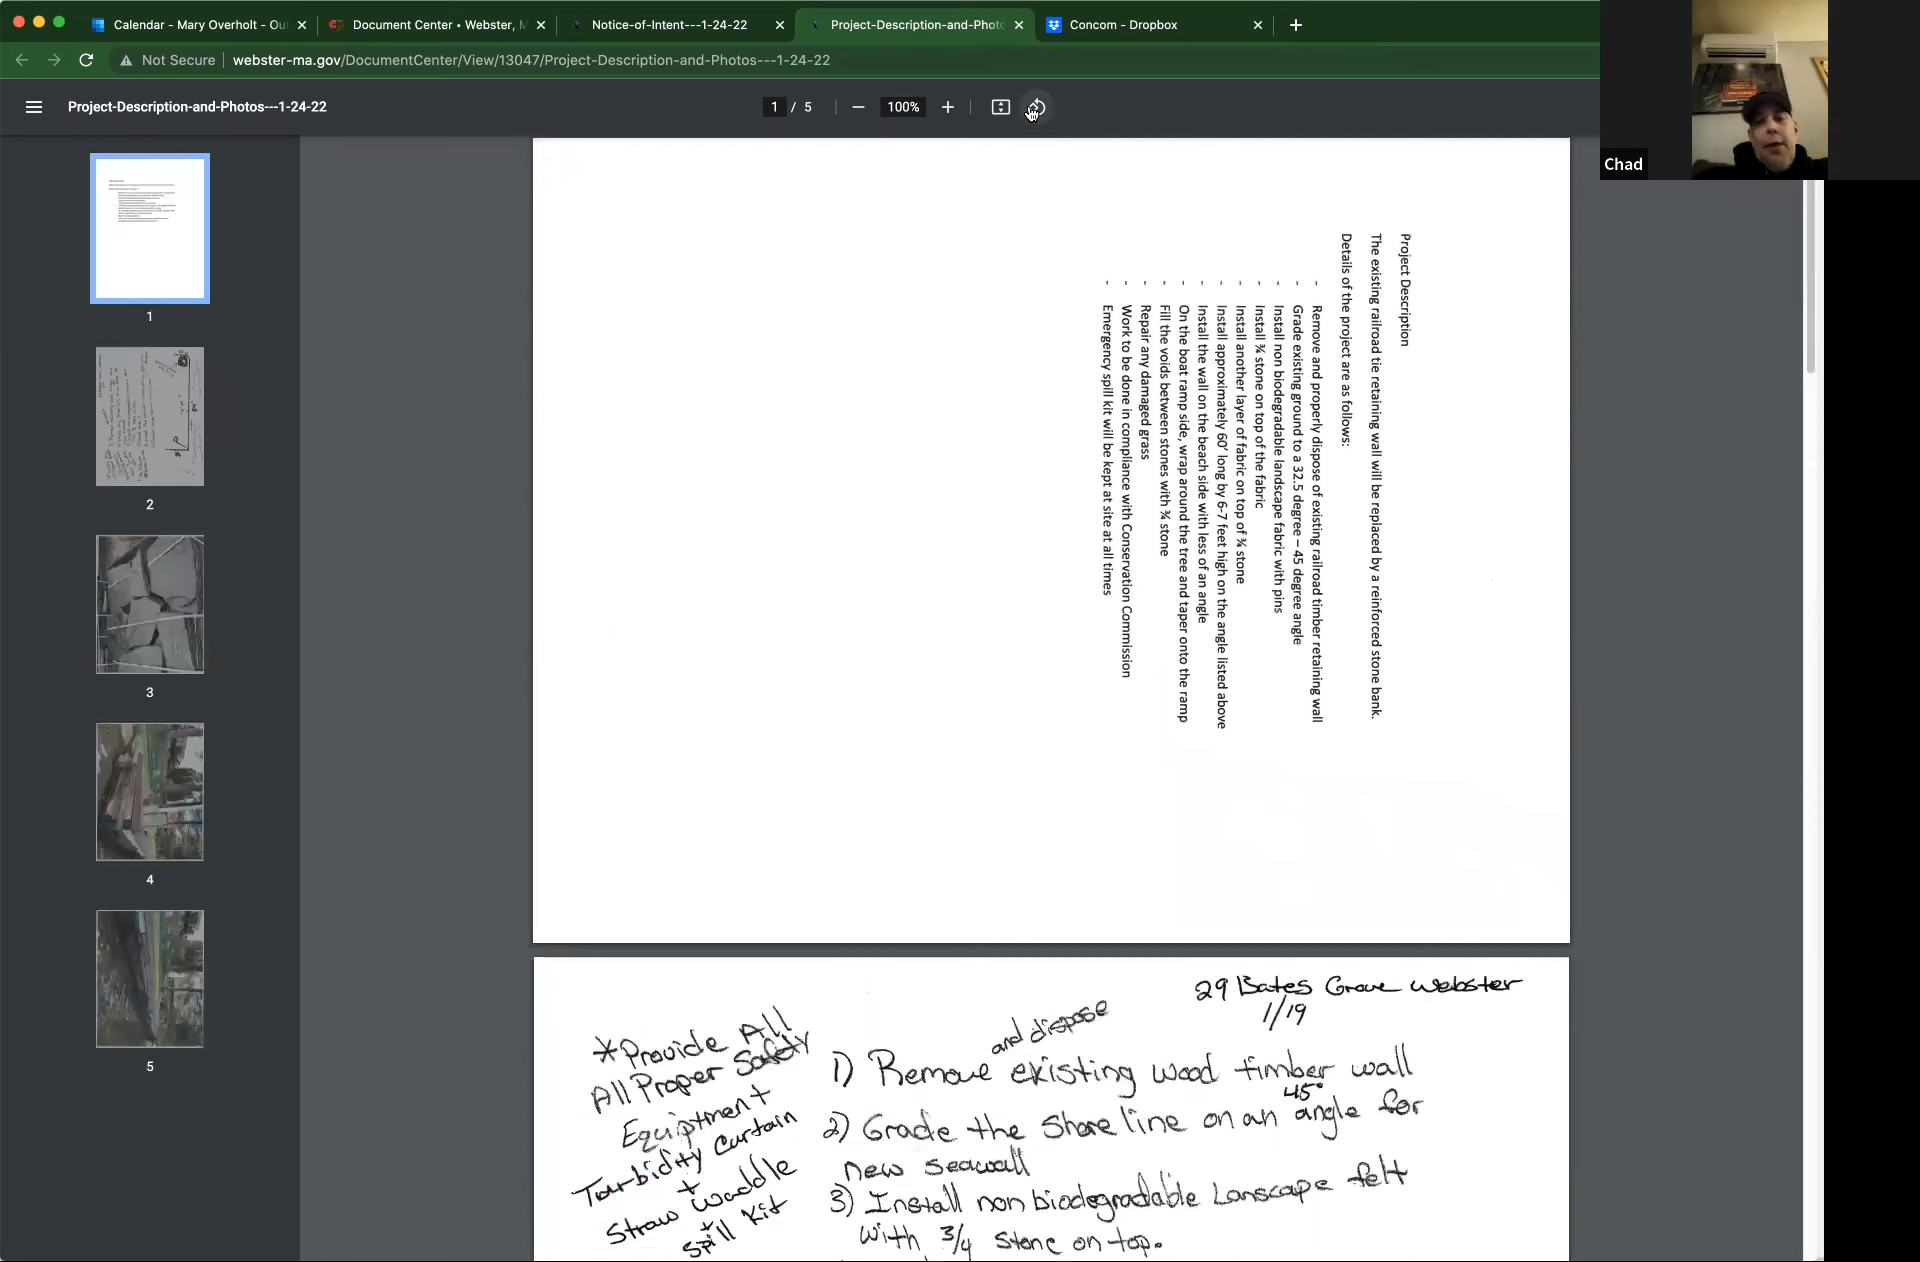 Calendar - Mary Overholt - Ou
Document Center • Webster, M
Notice-of-Intent---1-24-22
Project-Description-and-Photo
Concom - Dropbox
Not Secure
webster-ma.gov/DocumentCenter/View/13047/Project-Description-and-Photos---1-24-22
Project-Description-and-Photos---1-24-22
1 / 5
100%
Chad
1
2
3
4
5
Project Description
The existing railroad tie retaining wall will be replaced by a reinforced stone bank.
Details of the project are as follows:
- Remove and properly dispose of existing railroad timber retaining wall
- Grade existing ground to a 32.5 degree – 45 degree angle
- Install non biodegradable landscape fabric with pins
- Install ¾ stone on top of the fabric
- Install another layer of fabric on top of ¾ stone
- Install approximately 60' long by 6-7 feet high on the angle listed above
- Install the wall on the beach side with less of an angle
- On the boat ramp side, wrap around the tree and taper onto the ramp
- Fill the voids between stones with ¾ stone
- Repair any damaged grass
- Work to be done in compliance with Conservation Commission
- Emergency spill kit will be kept at site at all times
29 Bates Grove Webster
1/19
*Provide All
All Proper Safety
Equiptment
Turbidity Curtain
+
Straw Waddle
+
Spill Kit
and dispose
1) Remove existing wood timber wall
45°
2) Grade the Shoreline on an angle for
new seawall
3) Install nonbiodegradable Lanscape felt
with 3/4 stone on top.